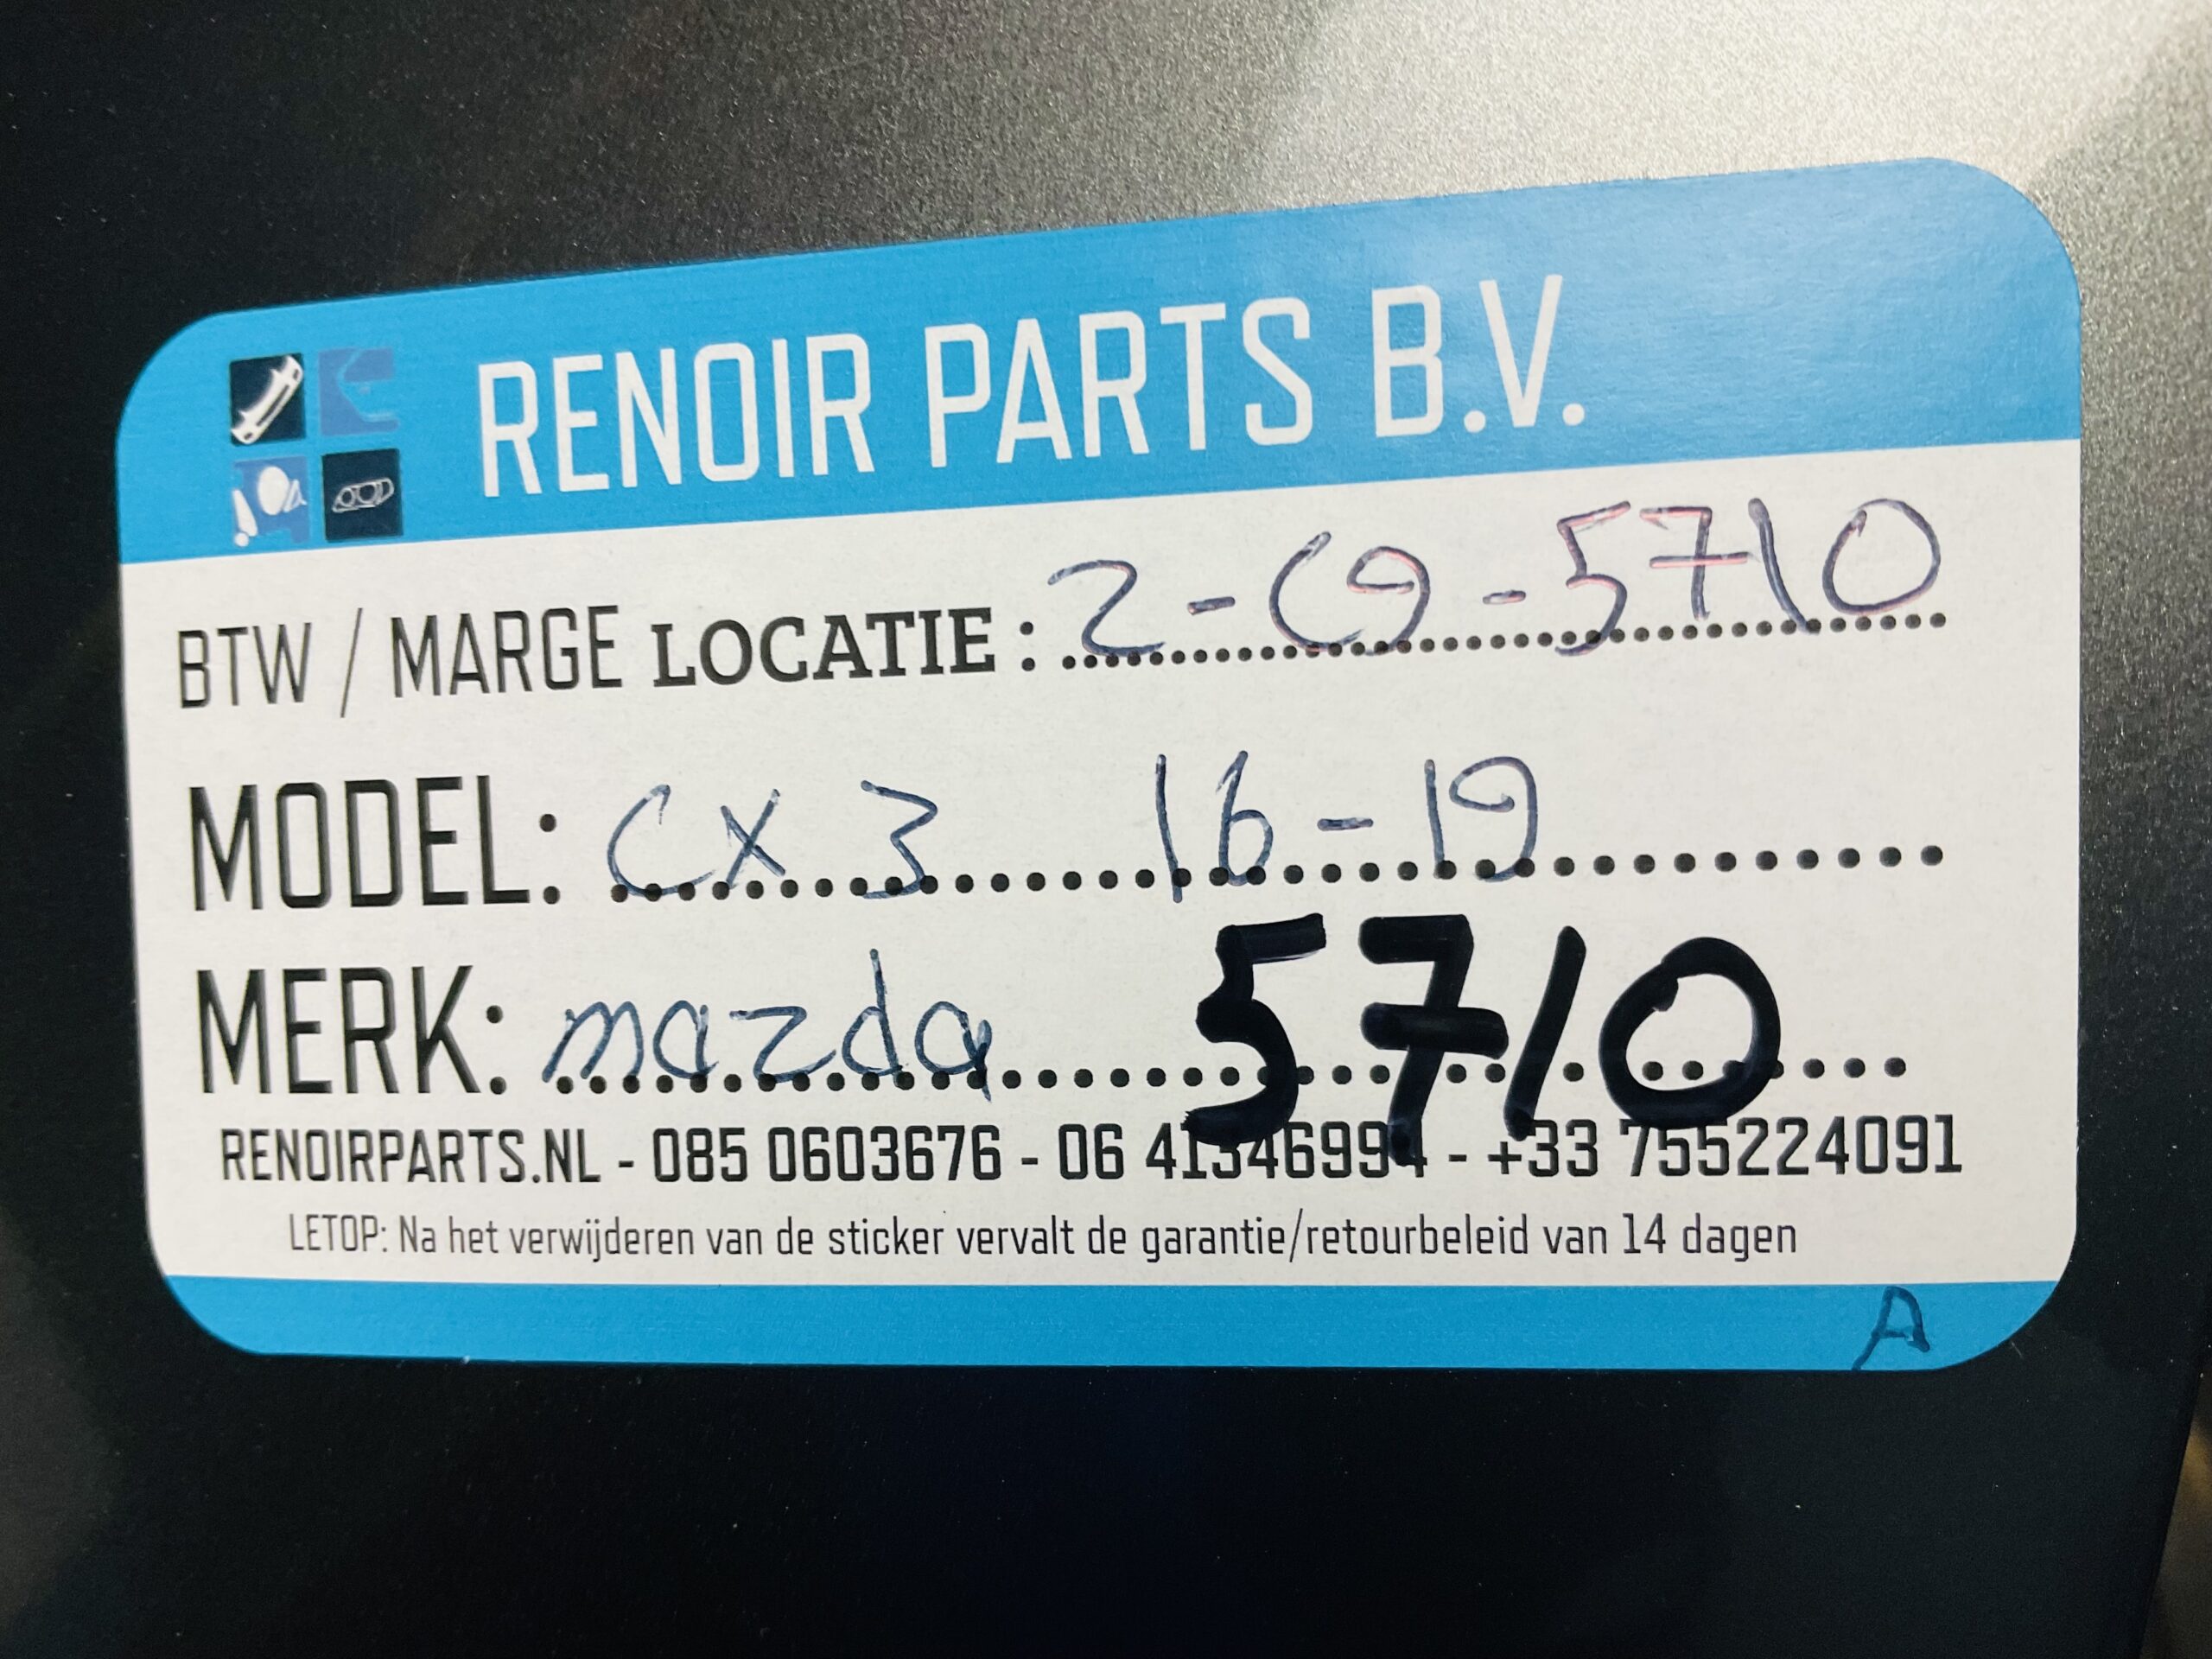 RENOIR PARTS B.V.
BTW / MARGE LOCATIE : 2-C9-5710
MODEL: CX 3 16-19
MERK: mazda 5710
RENOIRPARTS.NL - 085 0603676 - 06 41346994 - +33 755224091
LETOP: Na het verwijderen van de sticker vervalt de garantie/retourbeleid van 14 dagen
A